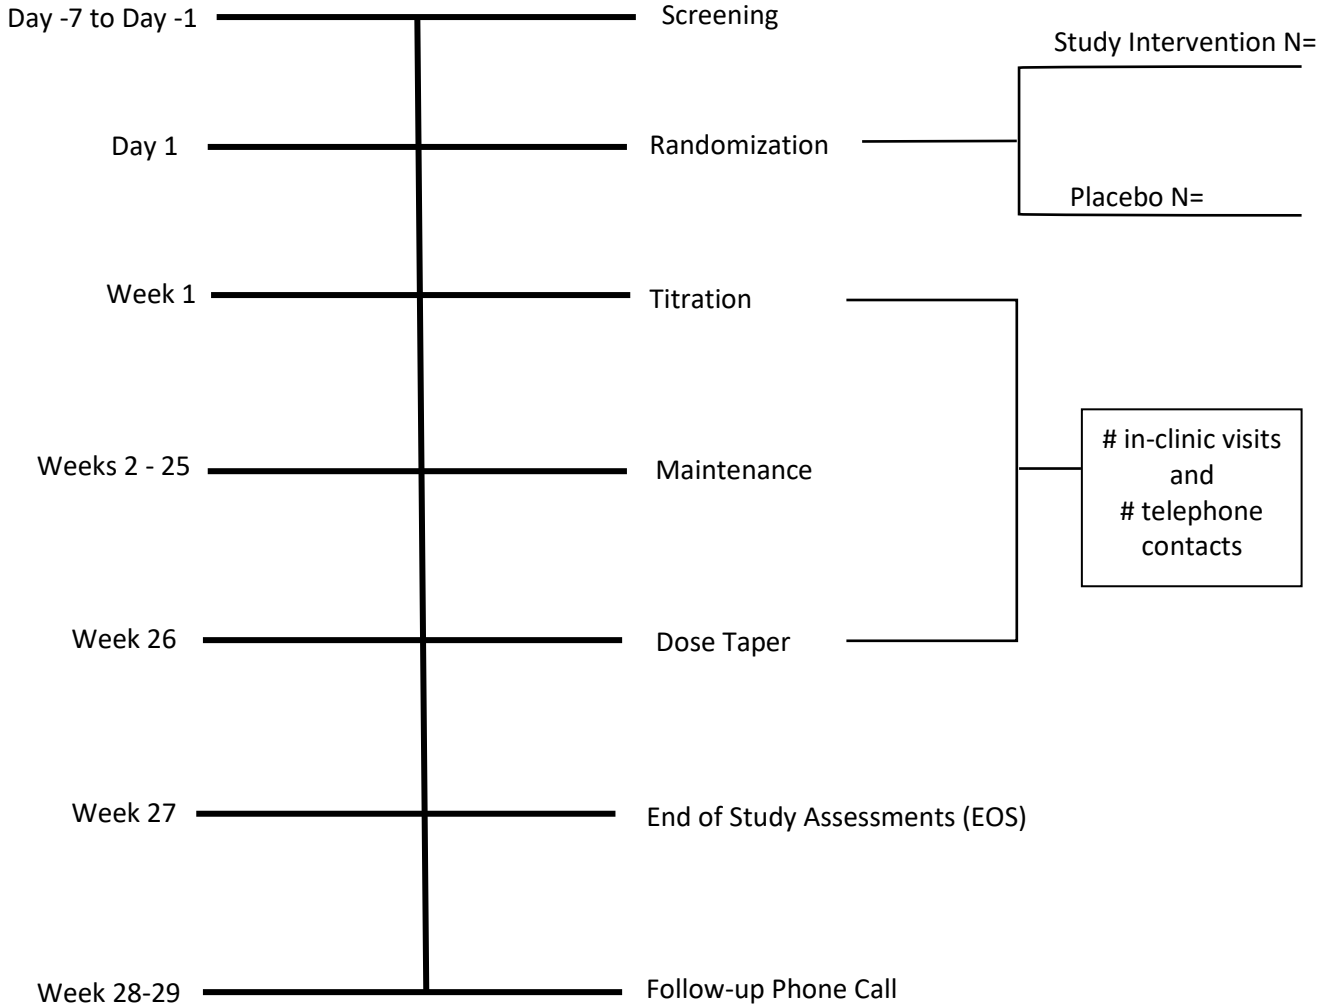 Day -7 to Day -1
Screening
Study Intervention N=
Day 1
Randomization
Placebo N=
Week 1
Titration
Weeks 2 - 25
Maintenance
# in-clinic visits
and
# telephone
contacts
Week 26
Dose Taper
Week 27
End of Study Assessments (EOS)
Week 28-29
Follow-up Phone Call